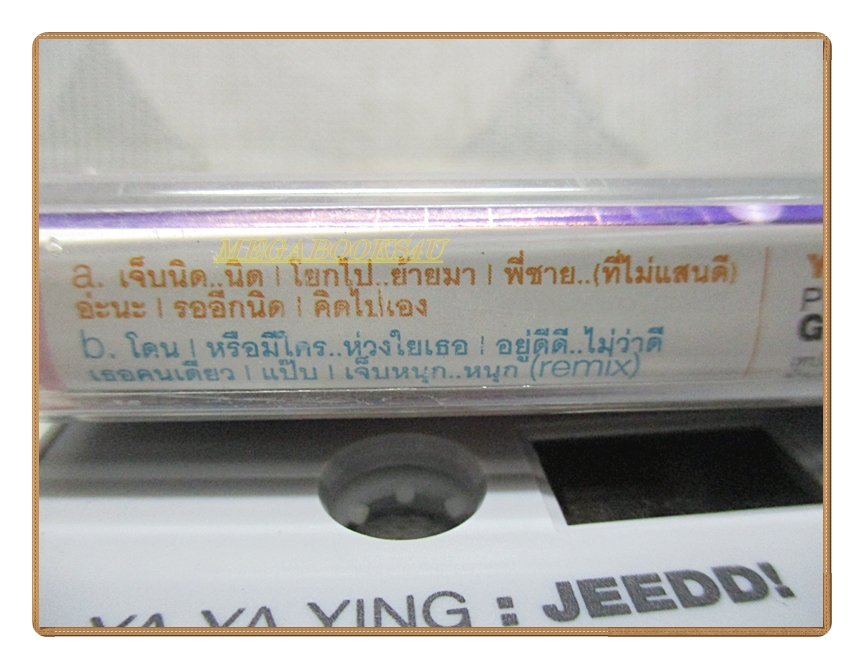 MEGABOOKS4U
a. เจ็บนิด..นิด | โยกไป..ย้ายมา | พี่ชาย..(ที่ไม่แสนดี)
อ่ะนะ | รออีกนิด | คิดไปเอง
b. โดน | หรือมีใคร..ห่วงใยเธอ | อยู่ดีดี..ไม่ว่าดี
เธอคนเดียว | แป๊บ | เจ็บหนุก..หนุก (remix)
YA YA YING : JEEDD!